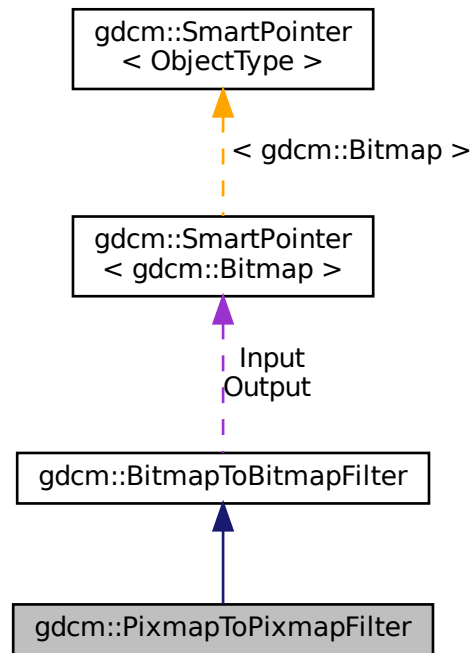 gdcm::SmartPointer
< ObjectType >
< gdcm::Bitmap >
gdcm::SmartPointer
< gdcm::Bitmap >
Input
Output
gdcm::BitmapToBitmapFilter
gdcm::PixmapToPixmapFilter